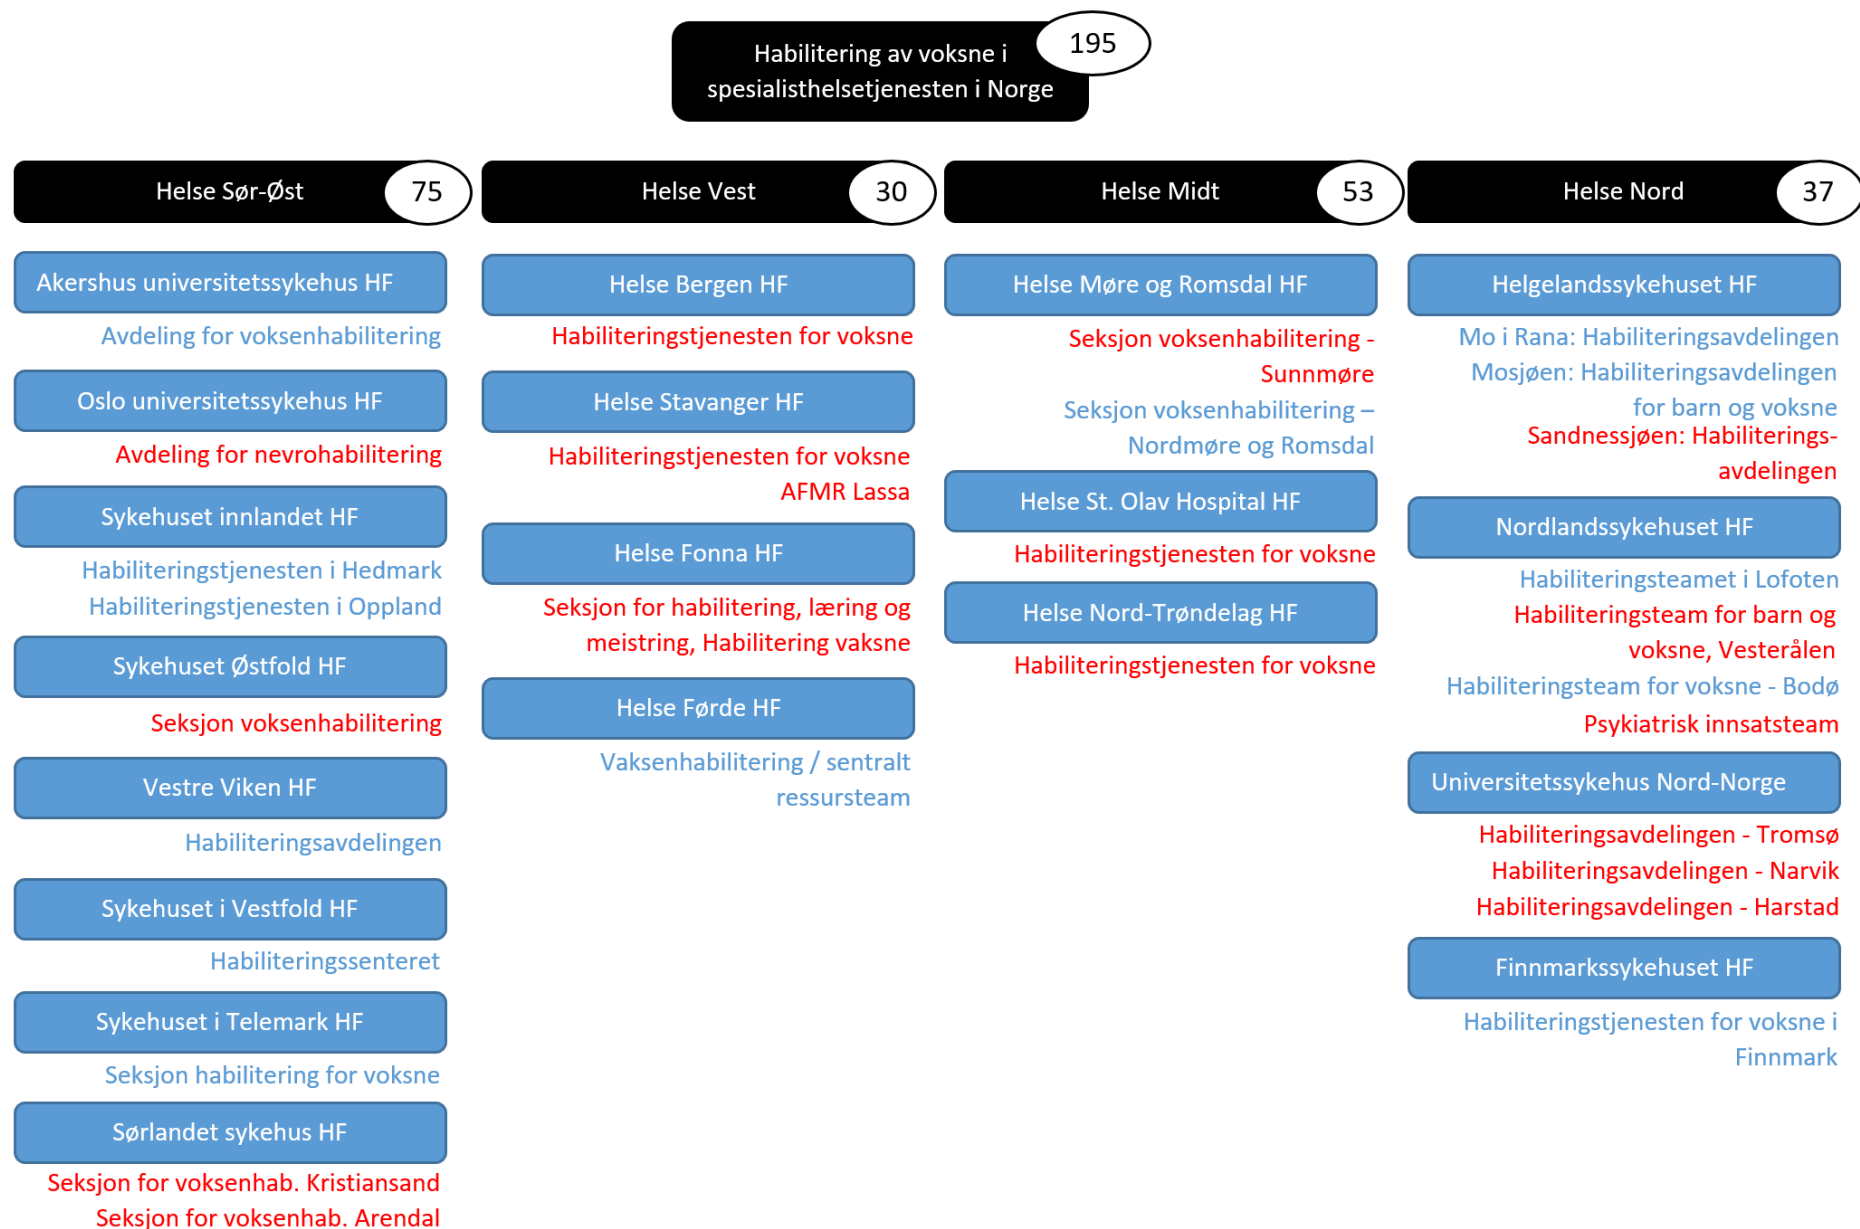 Habilitering av voksne i
spesialisthelsetjenesten i Norge
195
Helse Sør-Øst
75
Akershus universitetssykehus HF
Avdeling for voksenhabilitering
Oslo universitetssykehus HF
Avdeling for nevrohabilitering
Sykehuset innlandet HF
Habiliteringstjenesten i Hedmark
Habiliteringstjenesten i Oppland
Sykehuset Østfold HF
Seksjon voksenhabilitering
Vestre Viken HF
Habiliteringsavdelingen
Sykehuset i Vestfold HF
Habiliteringssenteret
Sykehuset i Telemark HF
Seksjon habilitering for voksne
Sørlandet sykehus HF
Seksjon for voksenhab. Kristiansand
Seksjon for voksenhab. Arendal
Helse Vest
30
Helse Bergen HF
Habiliteringstjenesten for voksne
Helse Stavanger HF
Habiliteringstjenesten for voksne
AFMR Lassa
Helse Fonna HF
Seksjon for habilitering, læring og
meistring, Habilitering vaksne
Helse Førde HF
Vaksenhabilitering / sentralt
ressursteam
Helse Midt
53
Helse Møre og Romsdal HF
Seksjon voksenhabilitering -
Sunnmøre
Seksjon voksenhabilitering –
Nordmøre og Romsdal
Helse St. Olav Hospital HF
Habiliteringstjenesten for voksne
Helse Nord-Trøndelag HF
Habiliteringstjenesten for voksne
Helse Nord
37
Helgelandssykehuset HF
Mo i Rana: Habiliteringsavdelingen
Mosjøen: Habiliteringsavdelingen
for barn og voksne
Sandnessjøen: Habiliterings-
avdelingen
Nordlandssykehuset HF
Habiliteringsteamet i Lofoten
Habiliteringsteam for barn og
voksne, Vesterålen
Habiliteringsteam for voksne - Bodø
Psykiatrisk innsatsteam
Universitetssykehus Nord-Norge
Habiliteringsavdelingen - Tromsø
Habiliteringsavdelingen - Narvik
Habiliteringsavdelingen - Harstad
Finnmarkssykehuset HF
Habiliteringstjenesten for voksne i
Finnmark